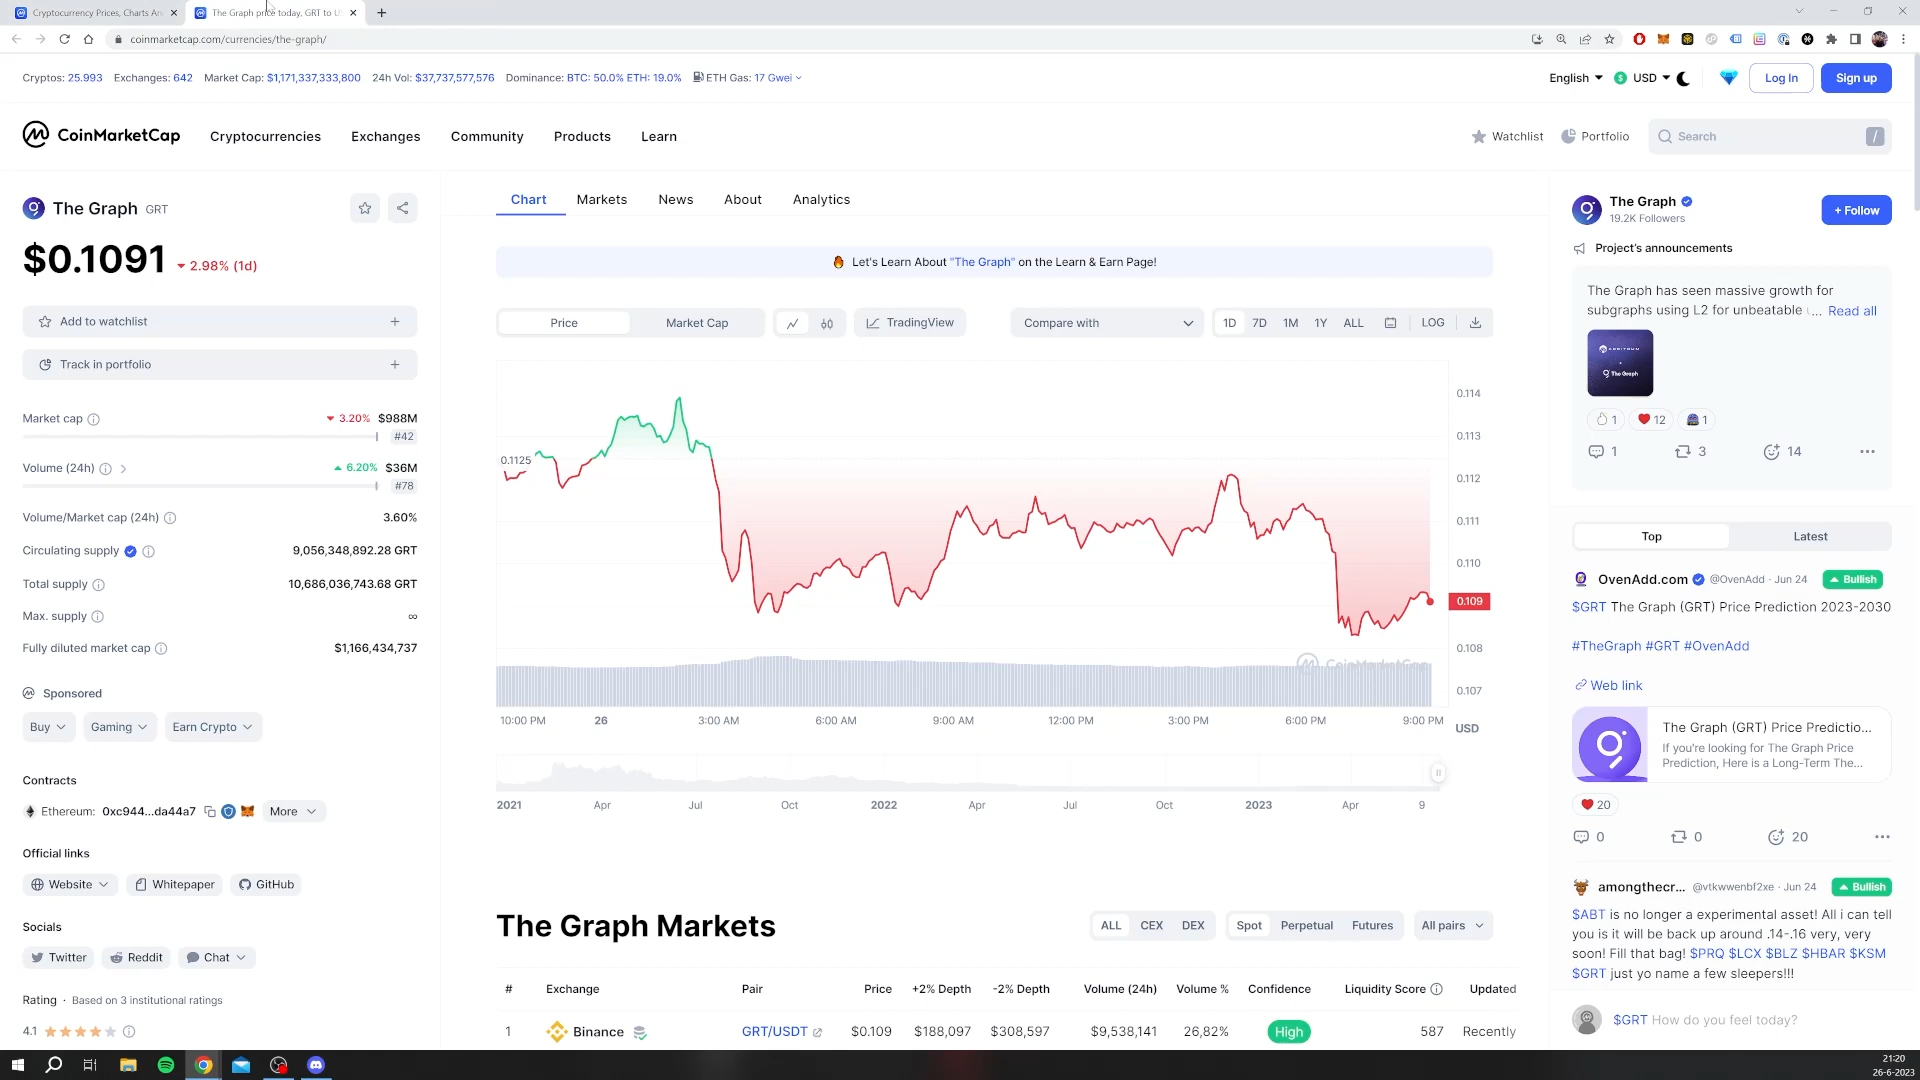 Cryptocurrency Prices, Charts An
The Graph price today, GRT to U
coinmarketcap.com/currencies/the-graph/
Cryptos: 25.993 Exchanges: 642 Market Cap: $1,171,337,333,800 24h Vol: $37,737,577,576 Dominance: BTC: 50.0% ETH: 19.0% ETH Gas: 17 Gwei
English USD Log In Sign up
CoinMarketCap Cryptocurrencies Exchanges Community Products Learn
Watchlist Portfolio Search /
The Graph GRT
$0.1091 2.98% (1d)
Add to watchlist +
Track in portfolio +
Market cap 3.20% $988M
#42
Volume (24h) 6.20% $36M
#78
Volume/Market cap (24h) 3.60%
Circulating supply 9,056,348,892.28 GRT
Total supply 10,686,036,743.68 GRT
Max. supply ∞
Fully diluted market cap $1,166,434,737
Sponsored
Buy Gaming Earn Crypto
Contracts
Ethereum: 0xc944...da44a7 More
Official links
Website Whitepaper GitHub
Socials
Twitter Reddit Chat
Rating · Based on 3 institutional ratings
4.1
Chart Markets News About Analytics
Let's Learn About "The Graph" on the Learn & Earn Page!
Price Market Cap TradingView Compare with 1D 7D 1M 1Y ALL LOG
0.114
0.113
0.1125
0.112
0.111
0.110
0.109
0.108
CoinMarketCap
0.107
10:00 PM 26 3:00 AM 6:00 AM 9:00 AM 12:00 PM 3:00 PM 6:00 PM 9:00 PM USD
2021 Apr Jul Oct 2022 Apr Jul Oct 2023 Apr 9
The Graph Markets
ALL CEX DEX Spot Perpetual Futures All pairs
# Exchange Pair Price +2% Depth -2% Depth Volume (24h) Volume % Confidence Liquidity Score Updated
1 Binance GRT/USDT $0.109 $188,097 $308,597 $9,538,141 26,82% High 587 Recently
The Graph
19.2K Followers
+ Follow
Project's announcements
The Graph has seen massive growth for
subgraphs using L2 for unbeatable ... Read all
ARBITRUM
The Graph
1 12 1
1 3 14
Top Latest
OvenAdd.com @OvenAdd · Jun 24 Bullish
$GRT The Graph (GRT) Price Prediction 2023-2030
#TheGraph #GRT #OvenAdd
Web link
The Graph (GRT) Price Predictio...
If you're looking for The Graph Price
Prediction, Here is a Long-Term The...
20
0 0 20
amongthecr... @vtkwwenbf2xe · Jun 24 Bullish
$ABT is no longer a experimental asset! All i can tell
you is it will be back up around .14-.16 very, very
soon! Fill that bag! $PRQ $LCX $BLZ $HBAR $KSM
$GRT just yo name a few sleepers!!!
$GRT How do you feel today?
21:20
26-6-2023